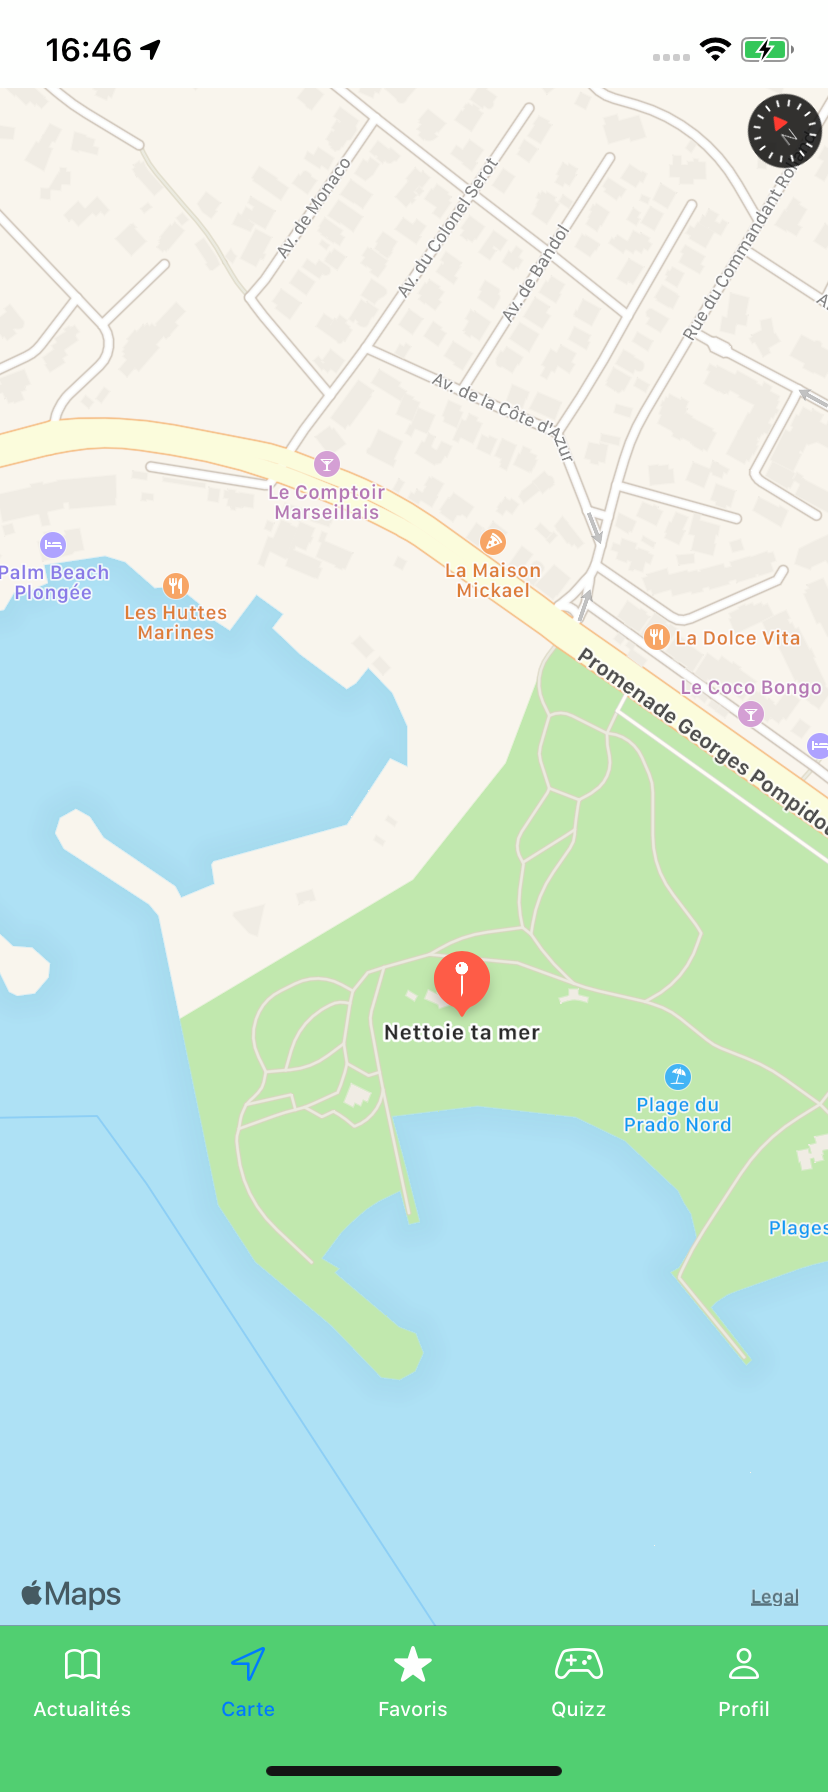 16:46
N
Av. de Monaco
Av. du Colonel Serot
Av. de Bandol
Rue du Commandant
Av. de la Côte d'Azur
Le Comptoir
Marseillais
Palm Beach
Plongée
La Maison
Mickael
Les Huttes
Marines
La Dolce Vita
Le Coco Bongo
Promenade Georges Pompidou
Nettoie ta mer
Plage du
Prado Nord
Plages
Maps
Legal
Actualités
Carte
Favoris
Quizz
Profil